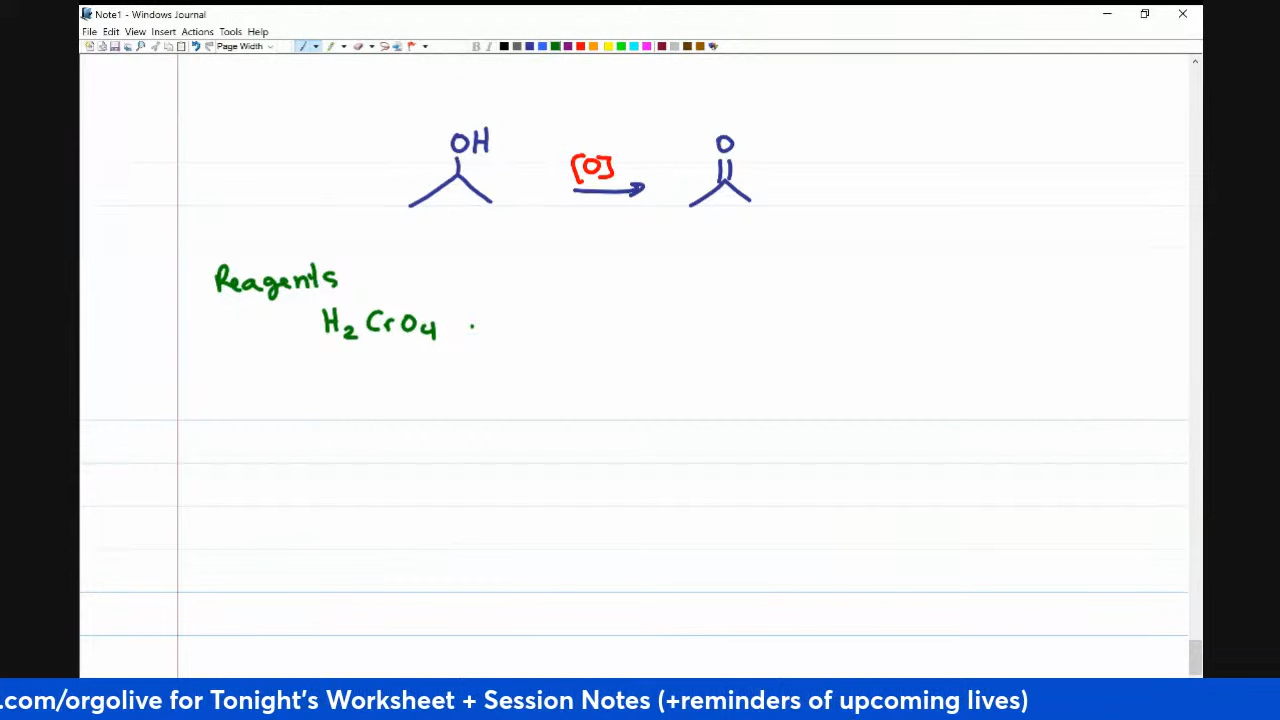 Note1 - Windows Journal
File Edit View Insert Actions Tools Help
Page Width
B I
OH
[O]
O
Reagents
H2CrO4
.com/orgolive for Tonight's Worksheet + Session Notes (+reminders of upcoming lives)